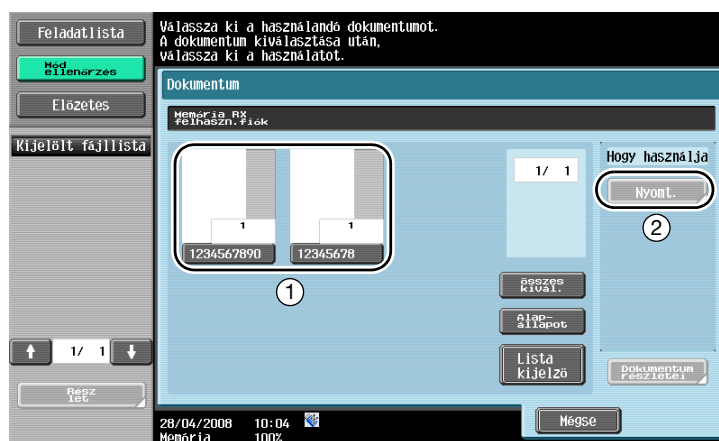 Feladatlista
Mód
ellenőrzés
Előzetes
Kijelölt fájllista
1/ 1
Rész
let
Válassza ki a használandó dokumentumot.
A dokumentum kiválasztása után,
válassza ki a használatot.
Dokumentum
Memória RX
felhaszn.fiók
1
1234567890
1
12345678
1
1/ 1
összes
kivál.
Alap-
állapot
Lista
kijelző
Hogy használja
Nyomt.
2
Dokumentum
részletei
Mégse
28/04/2008 10:04
Memória 100%